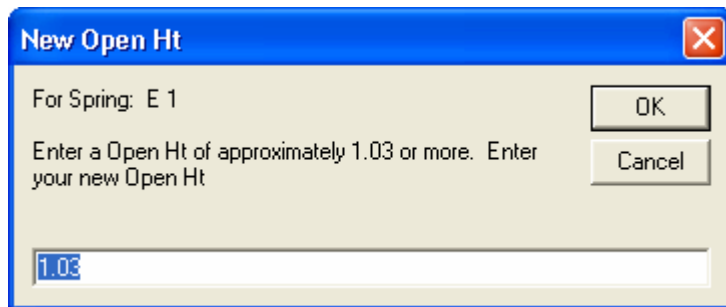 New Open Ht
For Spring:  E 1
OK
Enter a Open Ht of approximately 1.03 or more.  Enter
your new Open Ht
Cancel
1.03